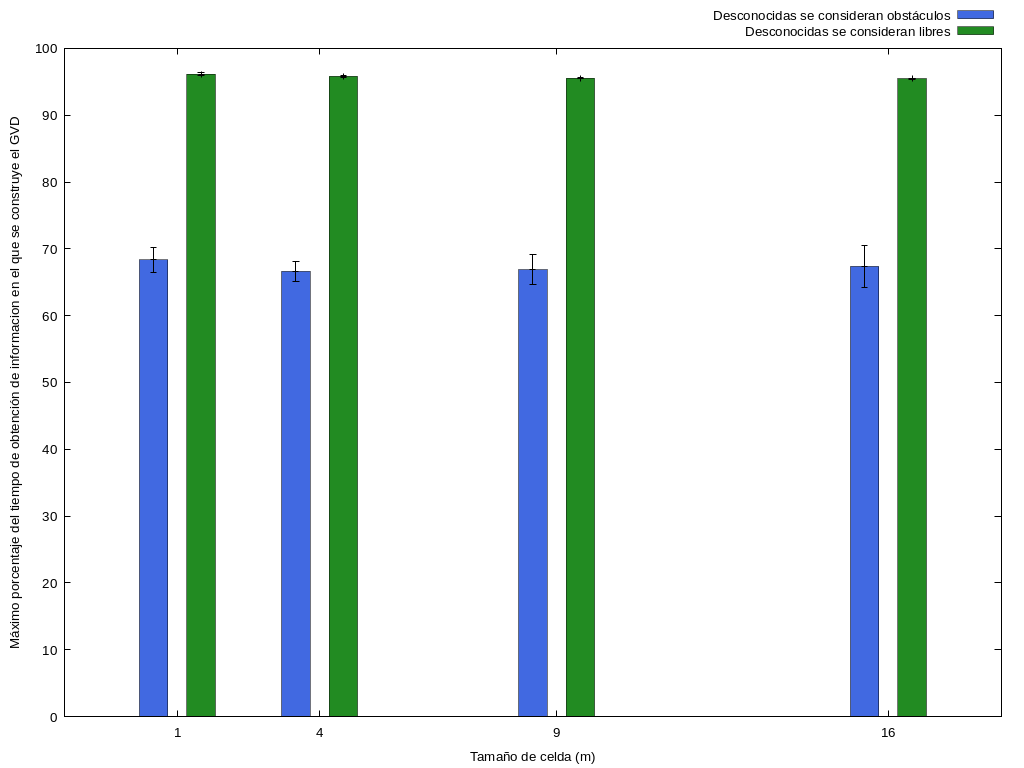 Desconocidas se consideran obstáculos
Desconocidas se consideran libres
Máximo porcentaje del tiempo de obtención de informacion en el que se construye el GVD
100
90
80
70
60
50
40
30
20
10
0
1 4 9 16
Tamaño de celda (m)